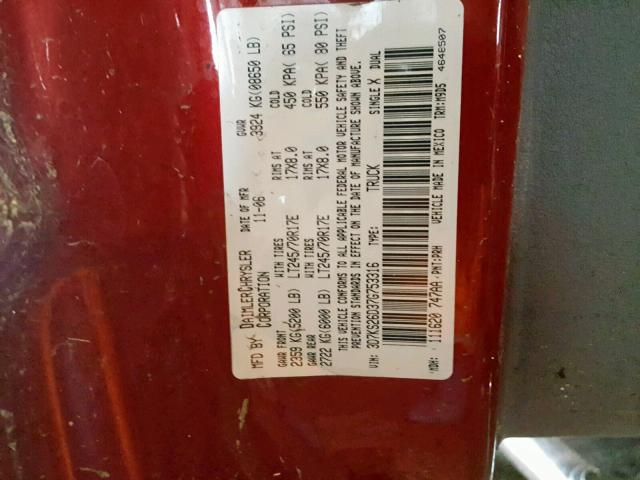 MFD BY: DAIMLERCHRYSLER CORPORATION DATE OF MFR 11-06 GVWR 3924 KG(08650 LB)
GAWR FRONT WITH TIRES RIMS AT COLD
2359 KG(5200 LB) LT245/70R17E 17X8.0 450 KPA( 65 PSI)
GAWR REAR WITH TIRES RIMS AT COLD
2722 KG(6000 LB) LT245/70R17E 17X8.0 550 KPA( 80 PSI)
THIS VEHICLE CONFORMS TO ALL APPLICABLE FEDERAL MOTOR VEHICLE SAFETY AND THEFT
PREVENTION STANDARDS IN EFFECT ON THE DATE OF MANUFACTURE SHOWN ABOVE.
VIN: 3D7KS26D37G753316 TYPE: TRUCK SINGLE X DUAL
MDH: 111620 747AA PNT:PRH VEHICLE MADE IN MEXICO TRM:M9D5
4648507